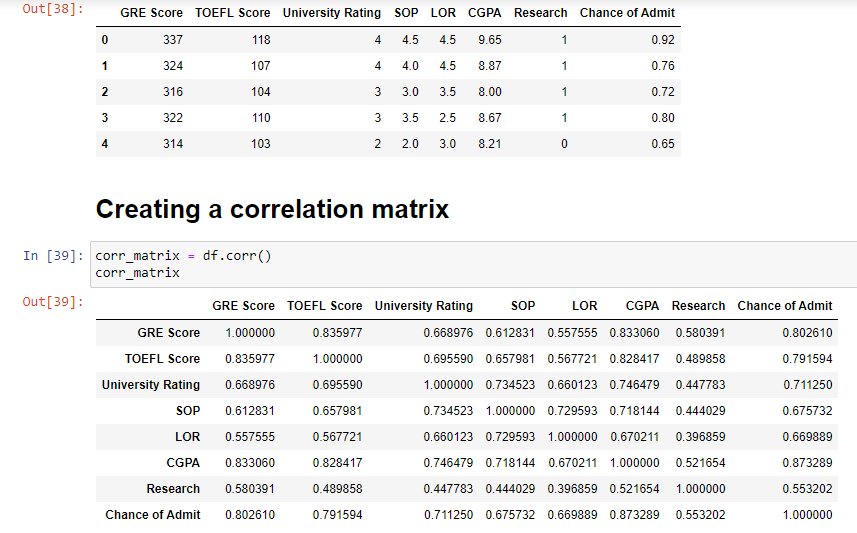 Out[38]: GRE Score TOEFL Score University Rating SOP LOR CGPA Research Chance of Admit
0 337 118 4 4.5 4.5 9.65 1 0.92
1 324 107 4 4.0 4.5 8.87 1 0.76
2 316 104 3 3.0 3.5 8.00 1 0.72
3 322 110 3 3.5 2.5 8.67 1 0.80
4 314 103 2 2.0 3.0 8.21 0 0.65
Creating a correlation matrix
In [39]: corr_matrix = df.corr()
corr_matrix
Out[39]: GRE Score TOEFL Score University Rating SOP LOR CGPA Research Chance of Admit
GRE Score 1.000000 0.835977 0.668976 0.612831 0.557555 0.833060 0.580391 0.802610
TOEFL Score 0.835977 1.000000 0.695590 0.657981 0.567721 0.828417 0.489858 0.791594
University Rating 0.668976 0.695590 1.000000 0.734523 0.660123 0.746479 0.447783 0.711250
SOP 0.612831 0.657981 0.734523 1.000000 0.729593 0.718144 0.444029 0.675732
LOR 0.557555 0.567721 0.660123 0.729593 1.000000 0.670211 0.396859 0.669889
CGPA 0.833060 0.828417 0.746479 0.718144 0.670211 1.000000 0.521654 0.873289
Research 0.580391 0.489858 0.447783 0.444029 0.396859 0.521654 1.000000 0.553202
Chance of Admit 0.802610 0.791594 0.711250 0.675732 0.669889 0.873289 0.553202 1.000000